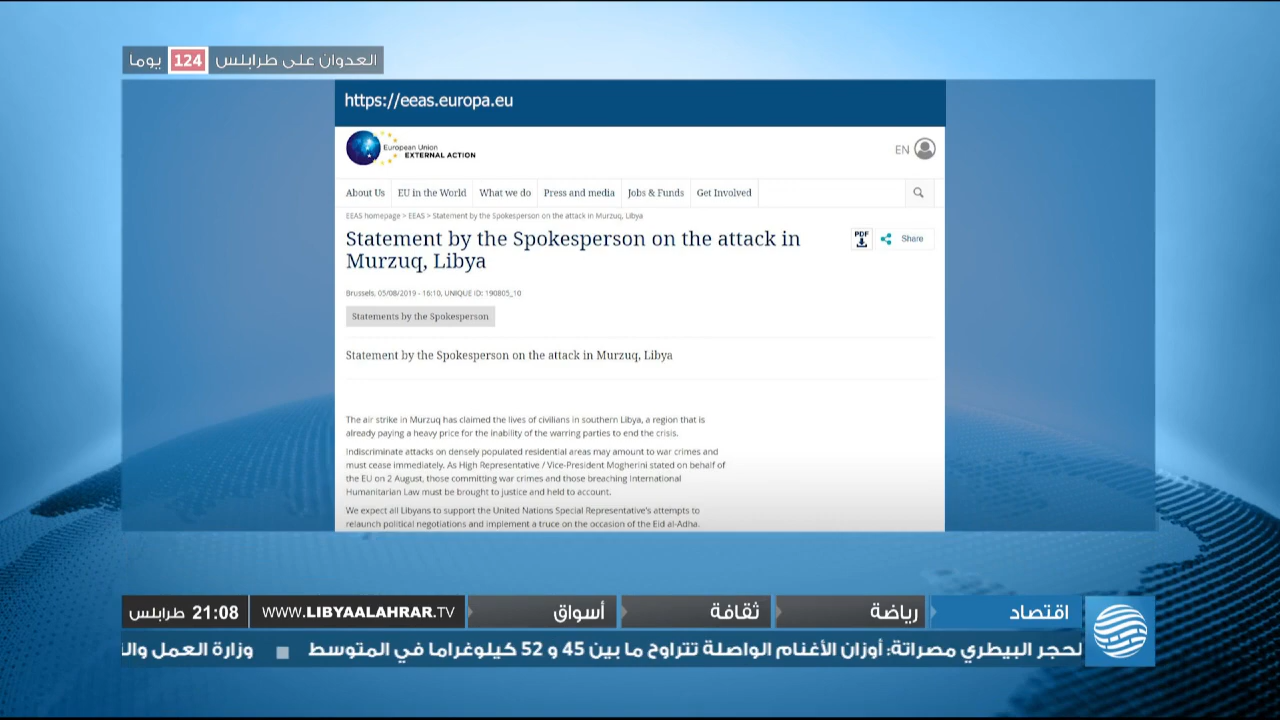 العدوان على طرابلس 124 يوما
https://eeas.europa.eu
European Union
EXTERNAL ACTION
EN
About Us
EU in the World
What we do
Press and media
Jobs & Funds
Get Involved
EEAS homepage > EEAS > Statement by the Spokesperson on the attack in Murzuq, Libya
Statement by the Spokesperson on the attack in
Murzuq, Libya
PDF
Share
Brussels, 05/08/2019 - 16:10, UNIQUE ID: 190805_10
Statements by the Spokesperson
Statement by the Spokesperson on the attack in Murzuq, Libya
The air strike in Murzuq has claimed the lives of civilians in southern Libya, a region that is
already paying a heavy price for the inability of the warring parties to end the crisis.
Indiscriminate attacks on densely populated residential areas may amount to war crimes and
must cease immediately. As High Representative / Vice-President Mogherini stated on behalf of
the EU on 2 August, those committing war crimes and those breaching International
Humanitarian Law must be brought to justice and held to account.
We expect all Libyans to support the United Nations Special Representative's attempts to
relaunch political negotiations and implement a truce on the occasion of the Eid al-Adha.
اقتصاد
رياضة
ثقافة
أسواق
WWW.LIBYAALAHRAR.TV
21:08 طرابلس
لحجر البيطري مصراتة: أوزان الأغنام الواصلة تتراوح ما بين 45 و 52 كيلوغراما في المتوسط ■ وزارة العمل وال